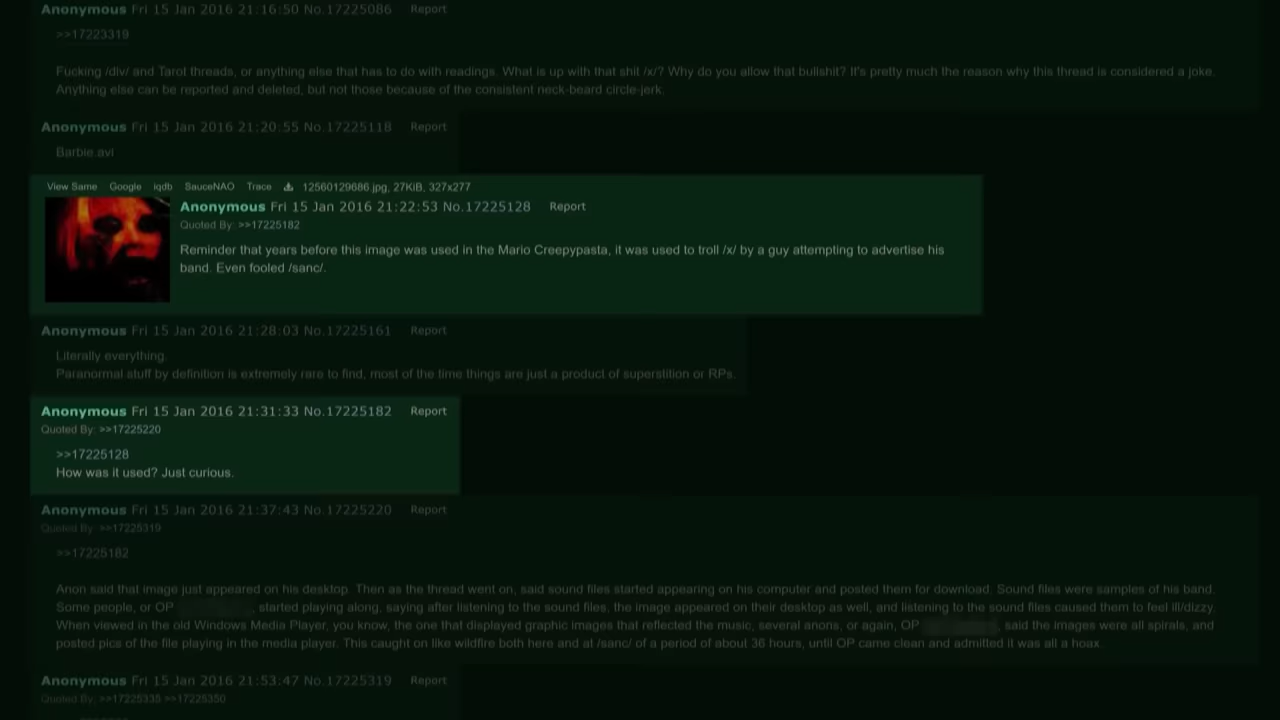 Anonymous Fri 15 Jan 2016 21:16:50 No.17225086 Report
>>17223319
Fucking /div/ and Tarot threads, or anything else that has to do with readings. What is up with that shit /x/? Why do you allow that bullshit? It's pretty much the reason why this thread is considered a joke.
Anything else can be reported and deleted, but not those because of the consistent neck-beard circle-jerk.
Anonymous Fri 15 Jan 2016 21:20:55 No.17225118 Report
Barbie.avi
View Same Google iqdb SauceNAO Trace 12560129686.jpg, 27KiB, 327x277
Anonymous Fri 15 Jan 2016 21:22:53 No.17225128 Report
Quoted By: >>17225182
Reminder that years before this image was used in the Mario Creepypasta, it was used to troll /x/ by a guy attempting to advertise his
band. Even fooled /sanc/.
Anonymous Fri 15 Jan 2016 21:28:03 No.17225161 Report
Literally everything.
Paranormal stuff by definition is extremely rare to find, most of the time things are just a product of superstition or RPs.
Anonymous Fri 15 Jan 2016 21:31:33 No.17225182 Report
Quoted By: >>17225220
>>17225128
How was it used? Just curious.
Anonymous Fri 15 Jan 2016 21:37:43 No.17225220 Report
Quoted By: >>17225319
>>17225182
Anon said that image just appeared on his desktop. Then as the thread went on, said sound files started appearing on his computer and posted them for download. Sound files were samples of his band.
Some people, or OP , started playing along, saying after listening to the sound files, the image appeared on their desktop as well, and listening to the sound files caused them to feel ill/dizzy.
When viewed in the old Windows Media Player, you know, the one that displayed graphic images that reflected the music, several anons, or again, OP , said the images were all spirals, and
posted pics of the file playing in the media player. This caught on like wildfire both here and at /sanc/ of a period of about 36 hours, until OP came clean and admitted it was all a hoax.
Anonymous Fri 15 Jan 2016 21:53:47 No.17225319 Report
Quoted By: >>17225335 >>17225350